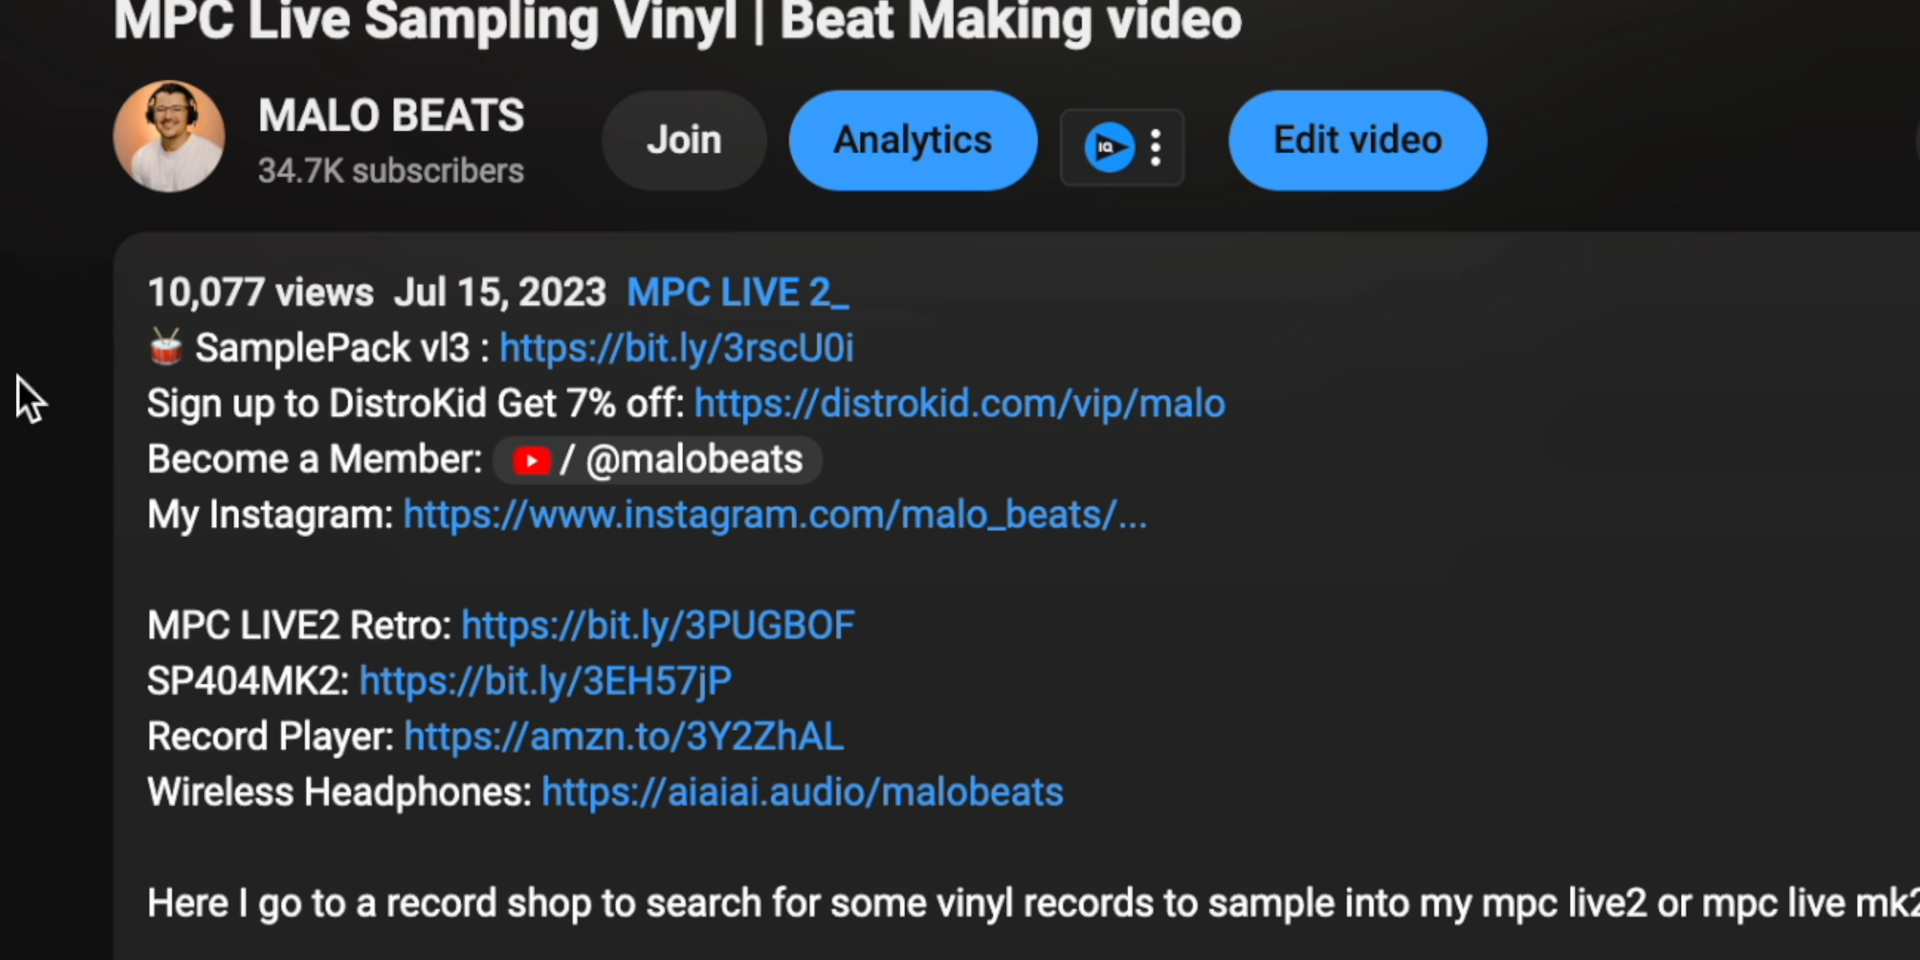 MPC Live Sampling Vinyl | Beat Making video
MALO BEATS
34.7K subscribers
Join
Analytics
IQ
Edit video
10,077 views Jul 15, 2023 MPC LIVE 2_
🥁 SamplePack vl3 : https://bit.ly/3rscU0i
Sign up to DistroKid Get 7% off: https://distrokid.com/vip/malo
Become a Member: / @malobeats
My Instagram: https://www.instagram.com/malo_beats/...
MPC LIVE2 Retro: https://bit.ly/3PUGBOF
SP404MK2: https://bit.ly/3EH57jP
Record Player: https://amzn.to/3Y2ZhAL
Wireless Headphones: https://aiaiai.audio/malobeats
Here I go to a record shop to search for some vinyl records to sample into my mpc live2 or mpc live mk2